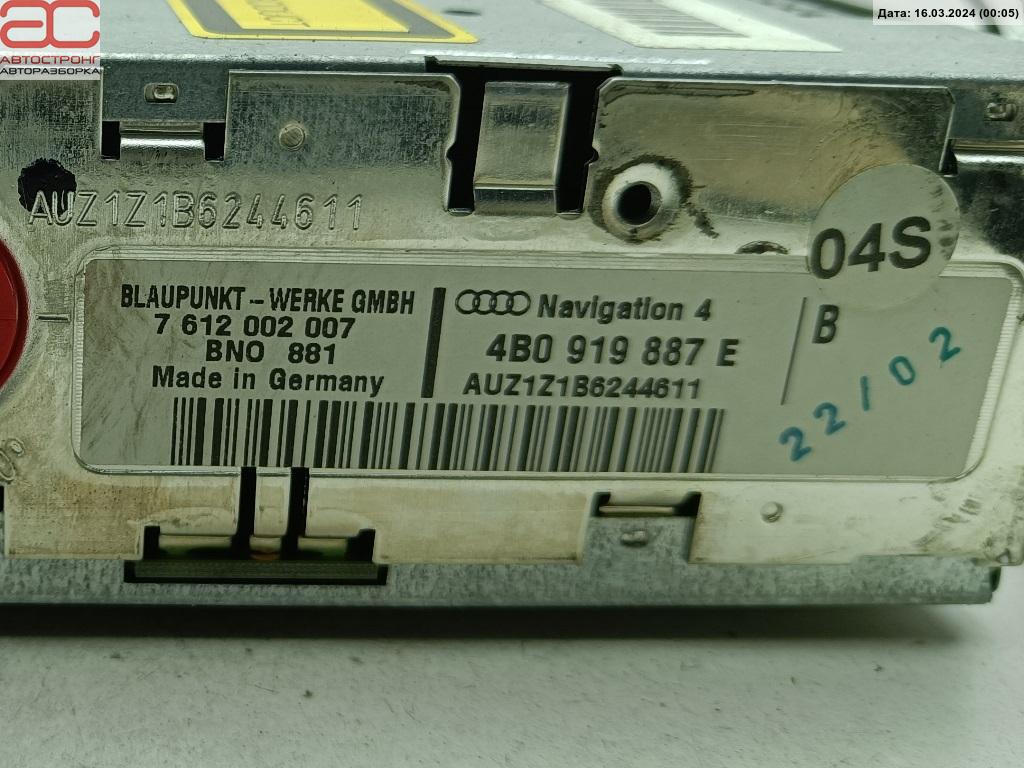 АС
АВТОСТРОНГ
АВТОРАЗБОРКА
Дата: 16.03.2024 (00:05)
AUZ1Z1B6244611
04S
BLAUPUNKT - WERKE GMBH
7 612 002 007
BNO 881
Made in Germany
Navigation 4
4B0 919 887 E
AUZ1Z1B6244611
B
22/02